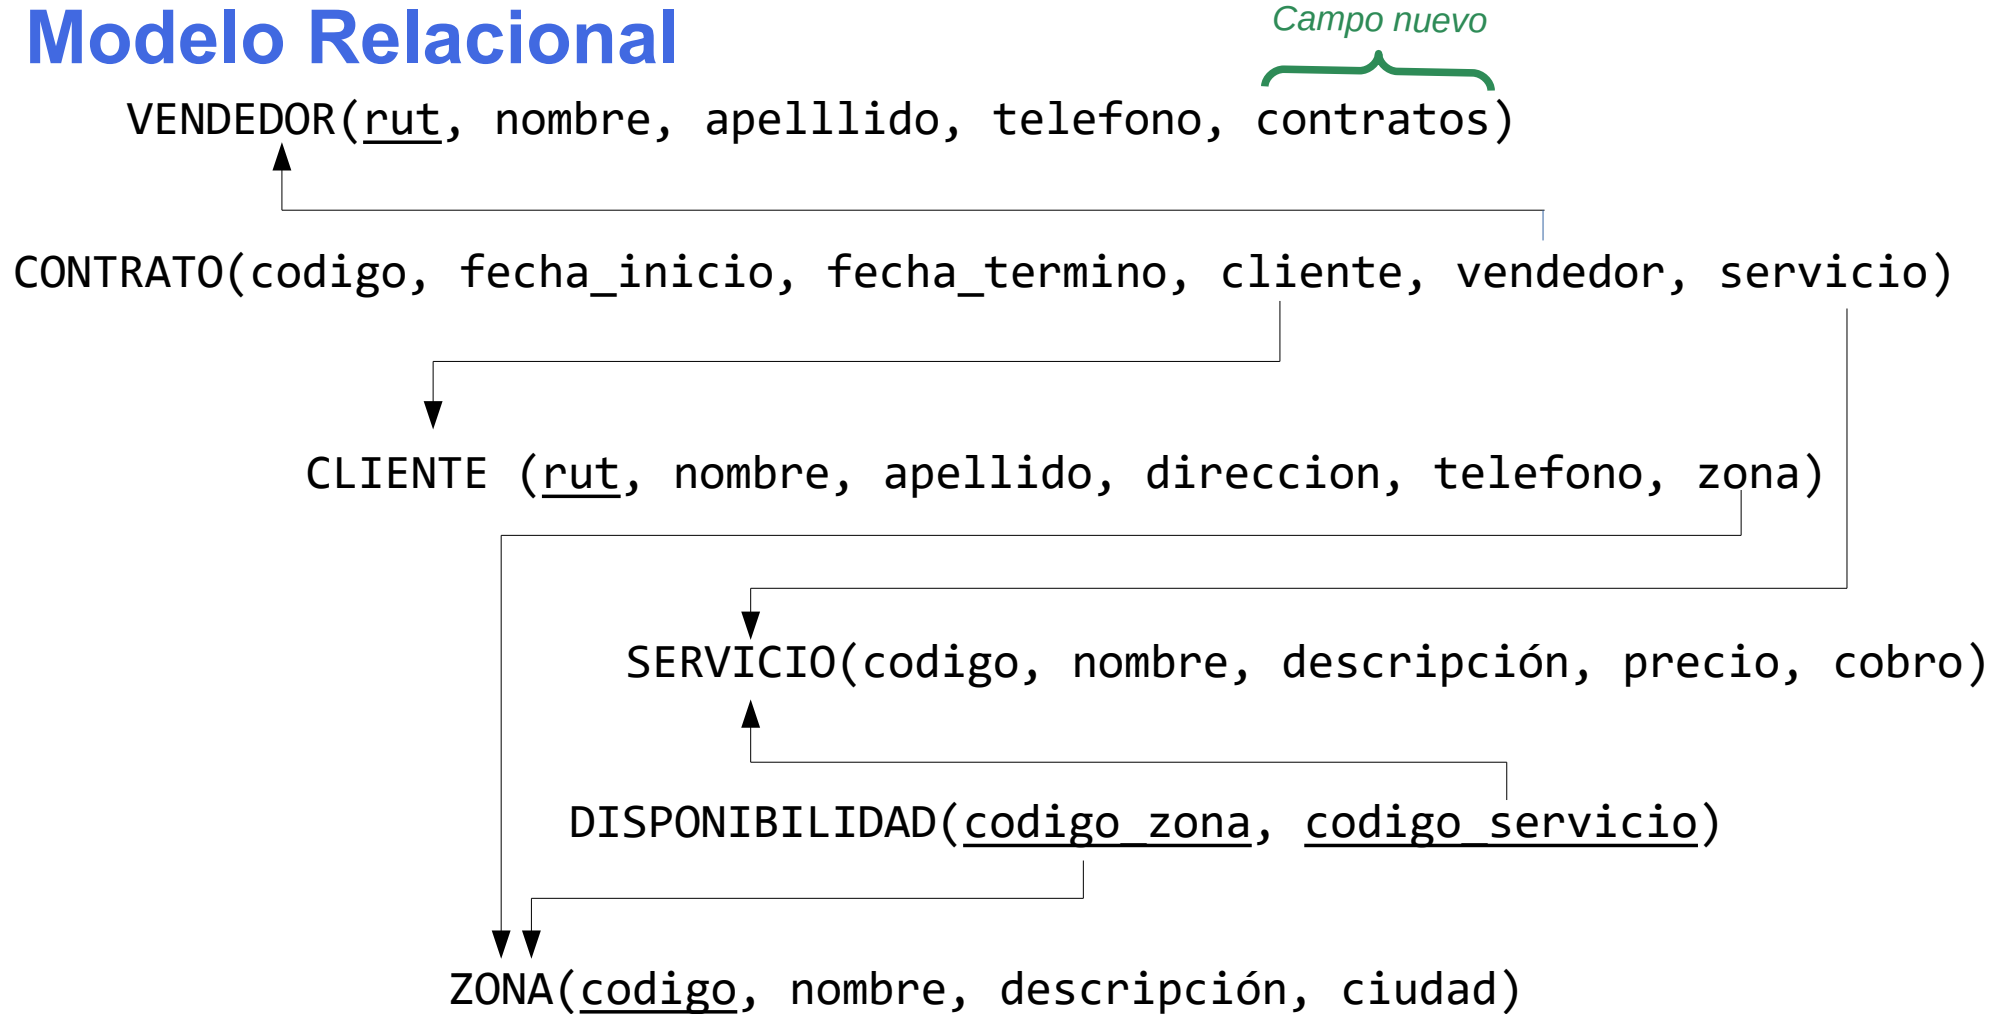 Modelo Relacional
Campo nuevo
VENDEDOR(rut, nombre, apelllido, telefono, contratos)
CONTRATO(codigo, fecha_inicio, fecha_termino, cliente, vendedor, servicio)
CLIENTE (rut, nombre, apellido, direccion, telefono, zona)
SERVICIO(codigo, nombre, descripción, precio, cobro)
DISPONIBILIDAD(codigo_zona, codigo_servicio)
ZONA(codigo, nombre, descripción, ciudad)